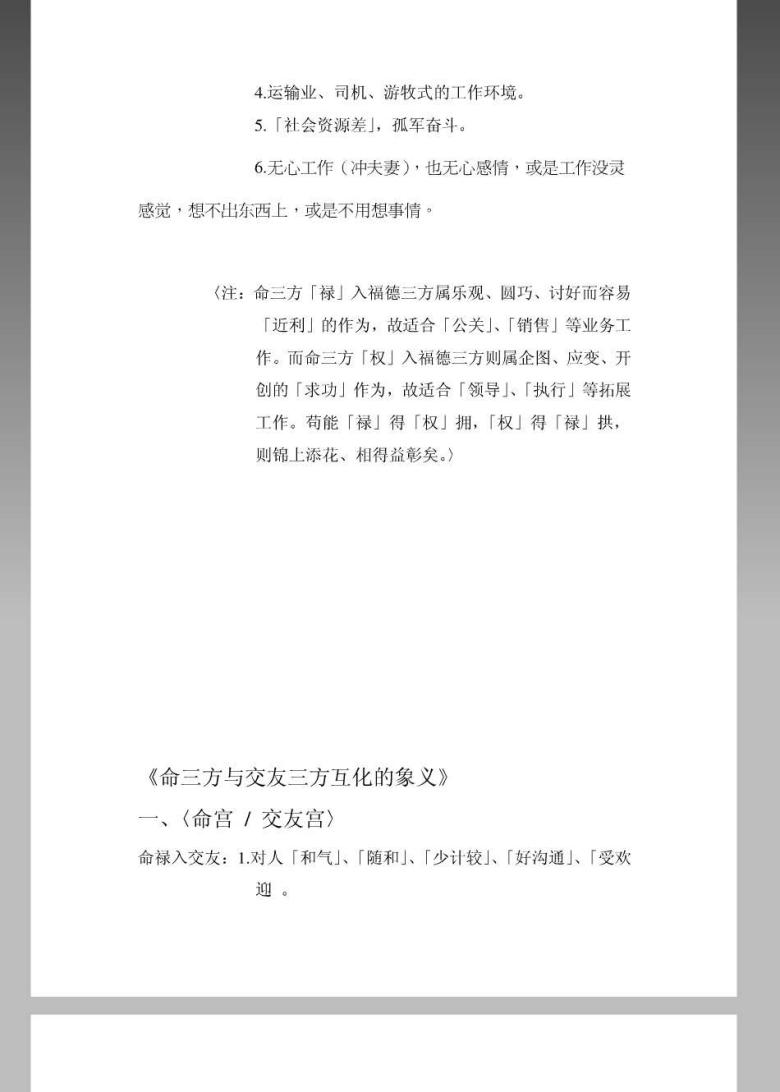 4.运输业、司机、游牧式的工作环境。
5.「社会资源差」，孤军奋斗。
6.无心工作（冲夫妻），也无心感情，或是工作没灵
感觉，想不出东西上，或是不用想事情。
〈注：命三方「禄」入福德三方属乐观、圆巧、讨好而容易
「近利」的作为，故适合「公关」、「销售」等业务工
作。而命三方「权」入福德三方则属企图、应变、开
创的「求功」作为，故适合「领导」、「执行」等拓展
工作。苟能「禄」得「权」拥，「权」得「禄」拱，
则锦上添花、相得益彰矣。〉
《命三方与交友三方互化的象义》
一、〈命宫 / 交友宫〉
命禄入交友：1.对人「和气」、「随和」、「少计较」、「好沟通」、「受欢
迎 。